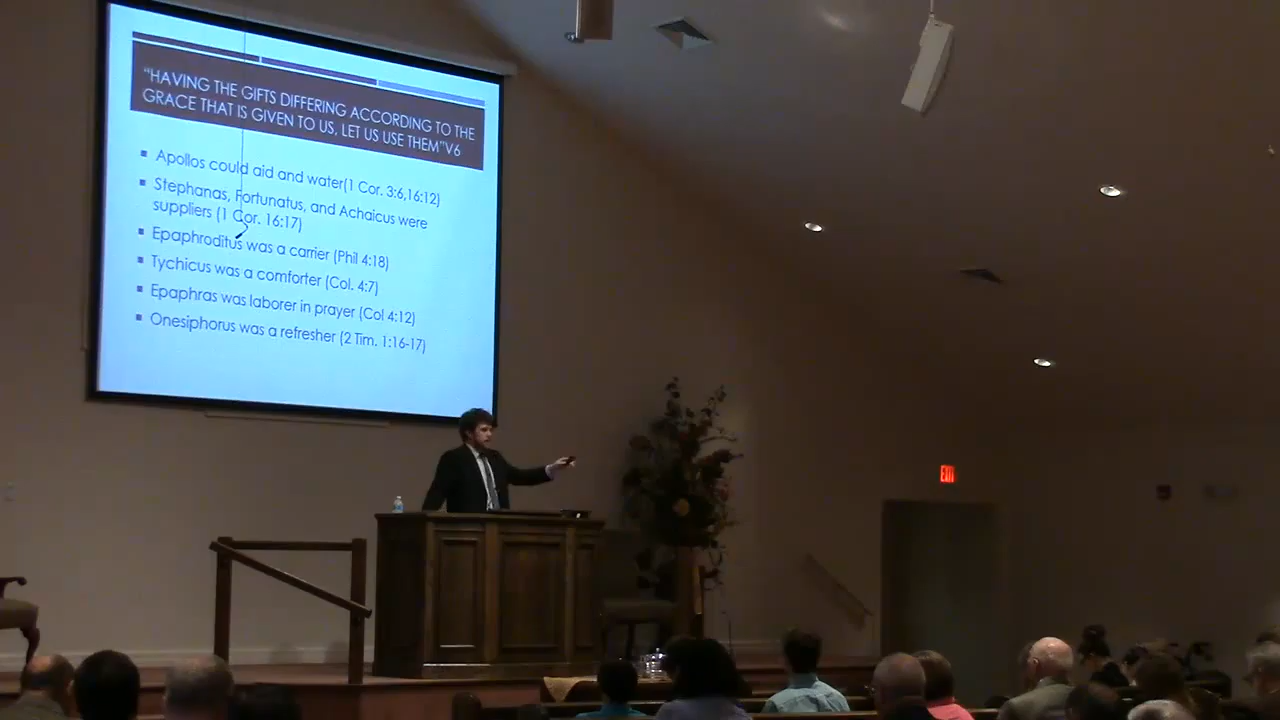 “HAVING THE GIFTS DIFFERING ACCORDING TO THE
GRACE THAT IS GIVEN TO US, LET US USE THEM”V6
▪ Apollos could aid and water(1 Cor. 3:6,16:12)
▪ Stephanas, Fortunatus, and Achaicus were
suppliers (1 Cor. 16:17)
▪ Epaphroditus was a carrier (Phil 4:18)
▪ Tychicus was a comforter (Col. 4:7)
▪ Epaphras was laborer in prayer (Col 4:12)
▪ Onesiphorus was a refresher (2 Tim. 1:16-17)
EXIT